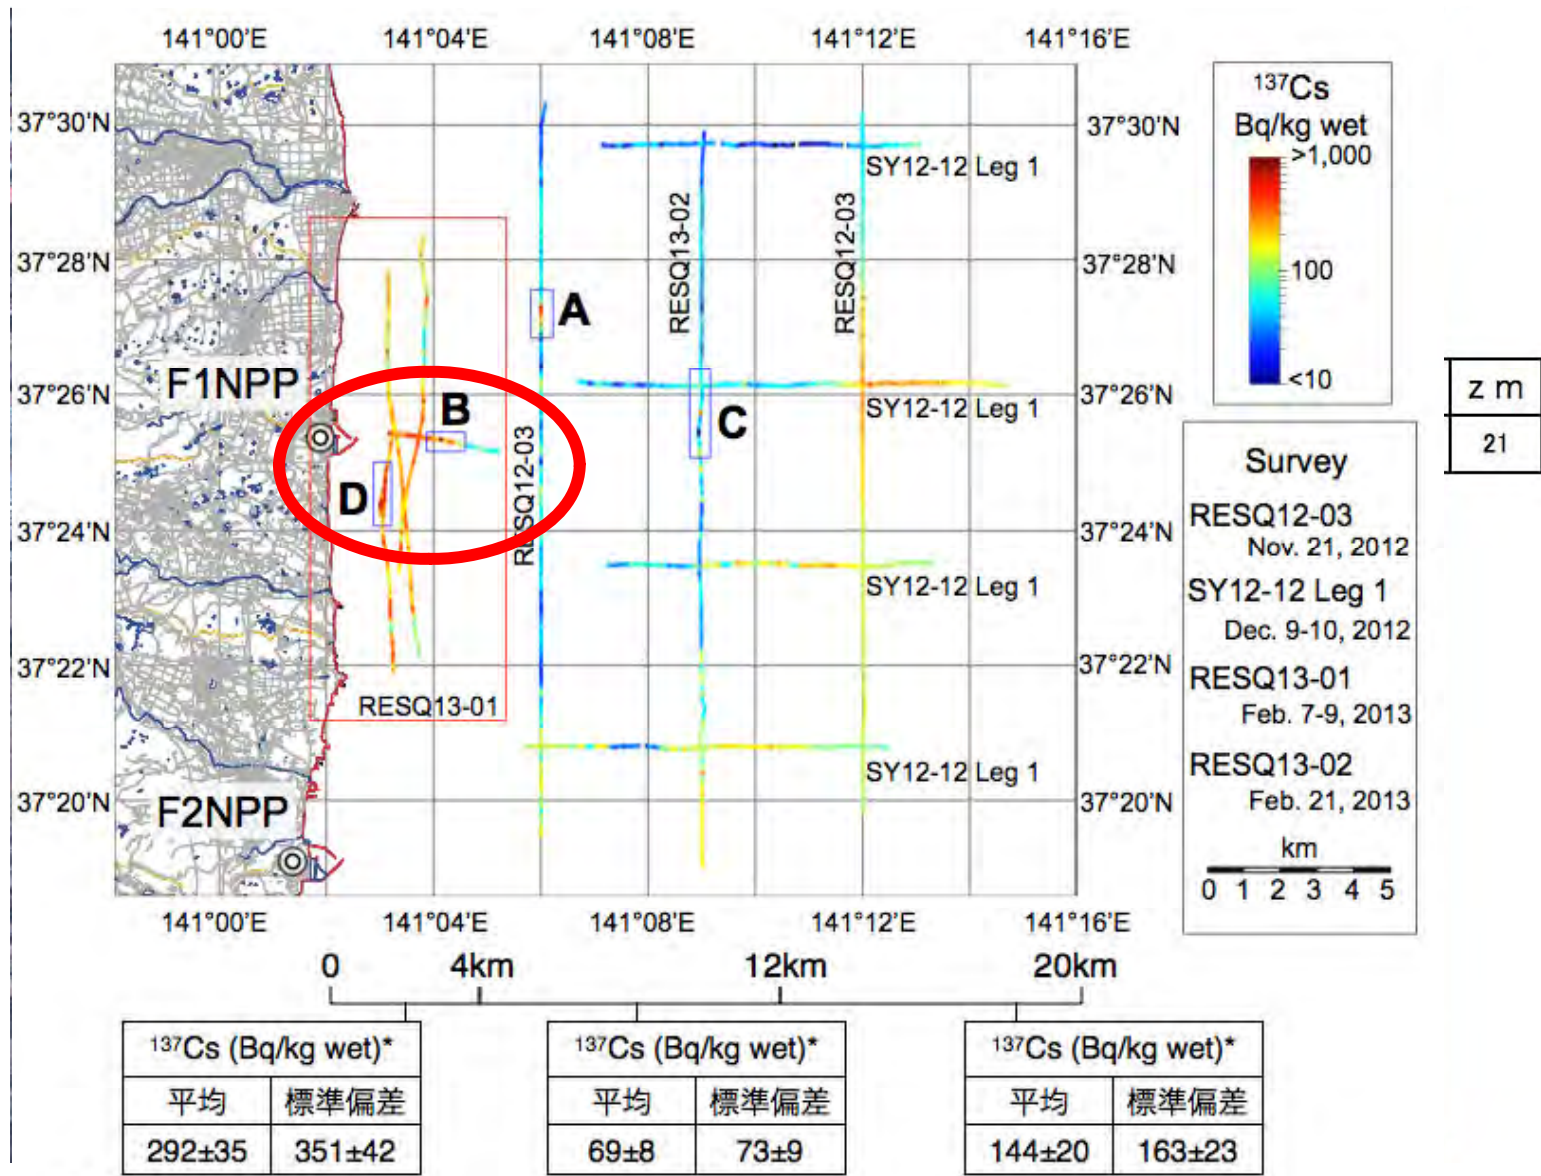 141°00'E 141°04'E 141°08'E 141°12'E 141°16'E
37°30'N
37°28'N
37°26'N
37°24'N
37°22'N
37°20'N
37°30'N
37°28'N
37°26'N
37°24'N
37°22'N
37°20'N
F1NPP
F2NPP
A
B
C
D
RESQ12-03
RESQ13-02
RESQ12-03
RESQ13-01
SY12-12 Leg 1
SY12-12 Leg 1
SY12-12 Leg 1
SY12-12 Leg 1
141°00'E 141°04'E 141°08'E 141°12'E 141°16'E
137Cs
Bq/kg wet
>1,000
100
<10
z m
21
Survey
RESQ12-03
Nov. 21, 2012
SY12-12 Leg 1
Dec. 9-10, 2012
RESQ13-01
Feb. 7-9, 2013
RESQ13-02
Feb. 21, 2013
km
0 1 2 3 4 5
0 4km 12km 20km
137Cs (Bq/kg wet)*
平均 標準偏差
292±35 351±42
137Cs (Bq/kg wet)*
平均 標準偏差
69±8 73±9
137Cs (Bq/kg wet)*
平均 標準偏差
144±20 163±23